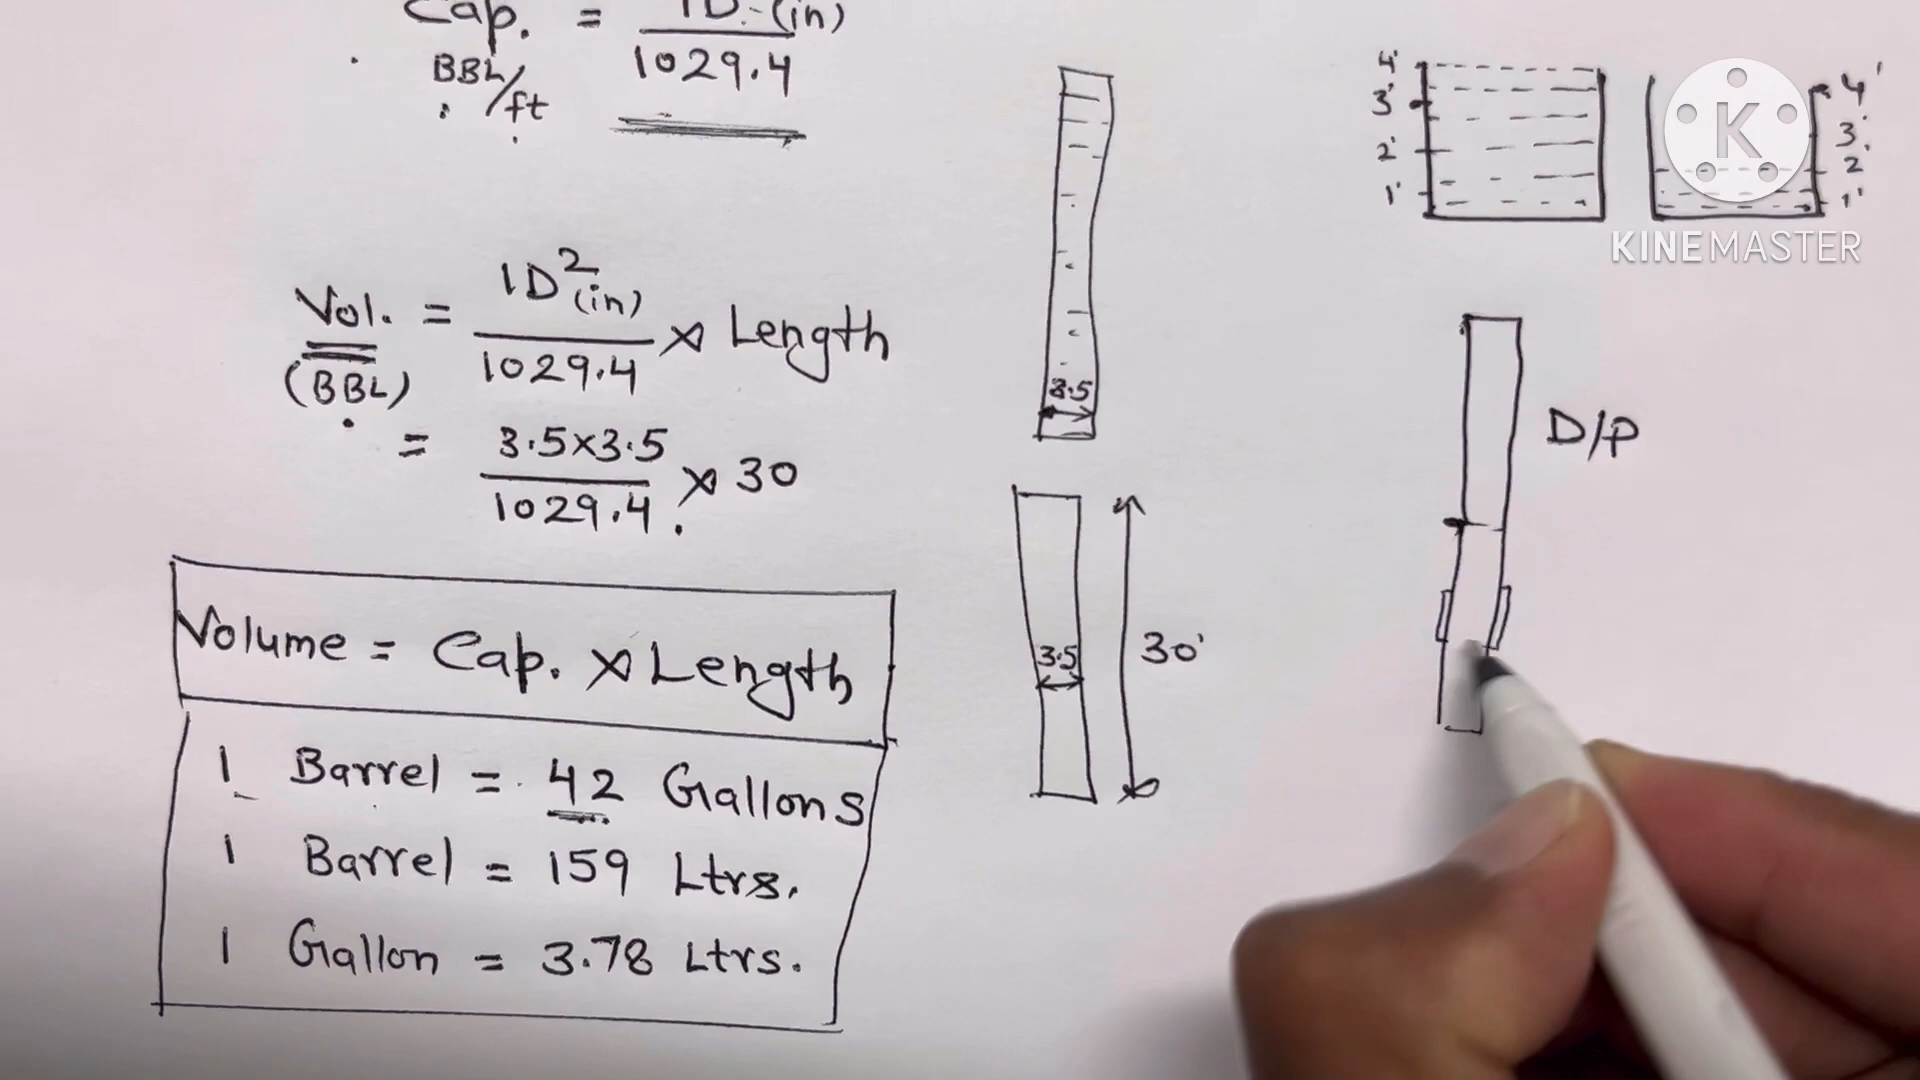 Cap. = ID (in)
BBL/ft 1029.4
Vol. = ID² (in) × Length
(BBL) 1029.4
= 3.5×3.5 × 30
1029.4
Volume = Cap. × Length
1 Barrel = 42 Gallons
1 Barrel = 159 Ltrs.
1 Gallon = 3.78 Ltrs.
3.5
3.5
30'
4'
3'
2'
1'
4'
3'
2
1'
K
KINEMASTER
D/P